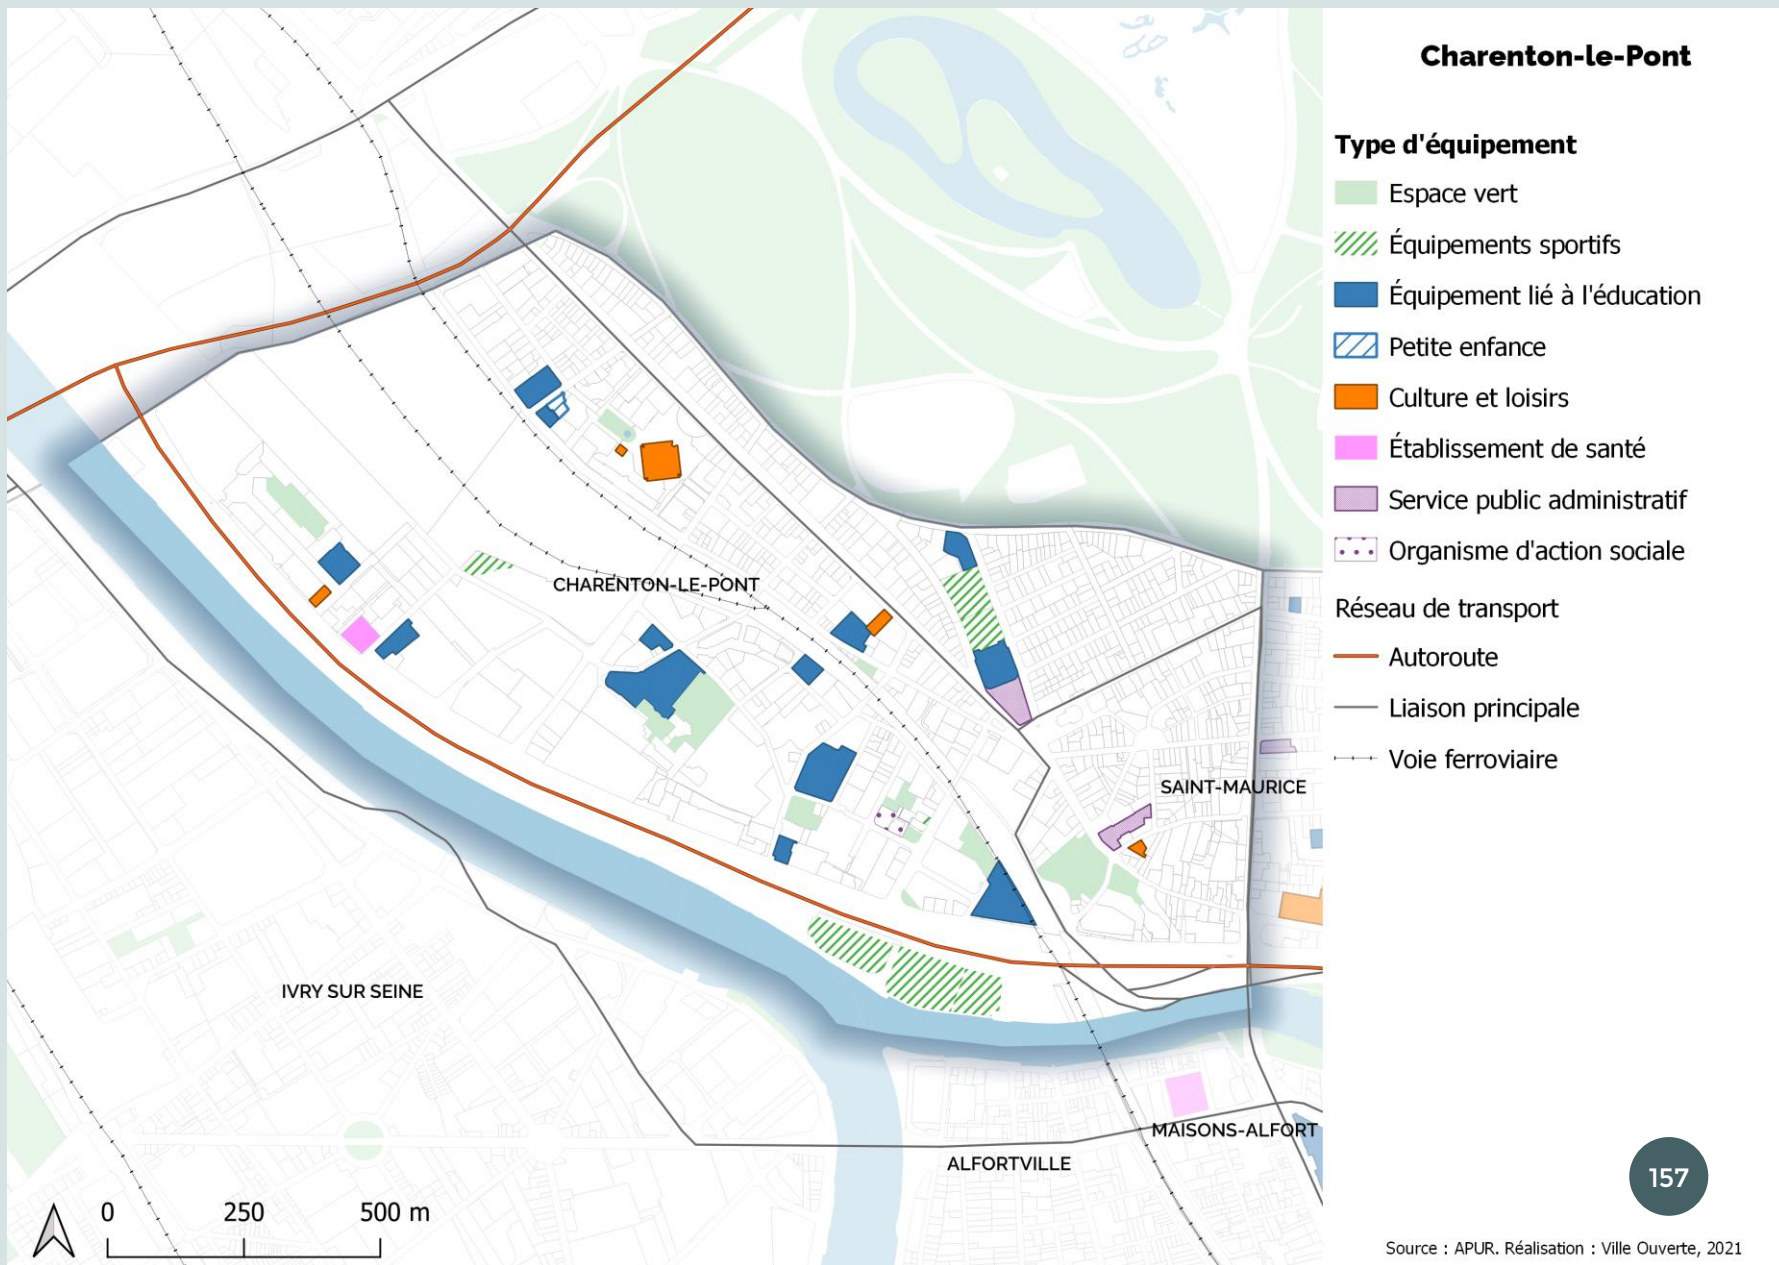 Charenton-le-Pont
Type d'équipement
Espace vert
Équipements sportifs
Équipement lié à l'éducation
Petite enfance
Culture et loisirs
Établissement de santé
Service public administratif
Organisme d'action sociale
Réseau de transport
Autoroute
Liaison principale
Voie ferroviaire
CHARENTON-LE-PONT
SAINT-MAURICE
IVRY SUR SEINE
MAISONS-ALFORT
ALFORTVILLE
0 250 500 m
157
Source : APUR. Réalisation : Ville Ouverte, 2021